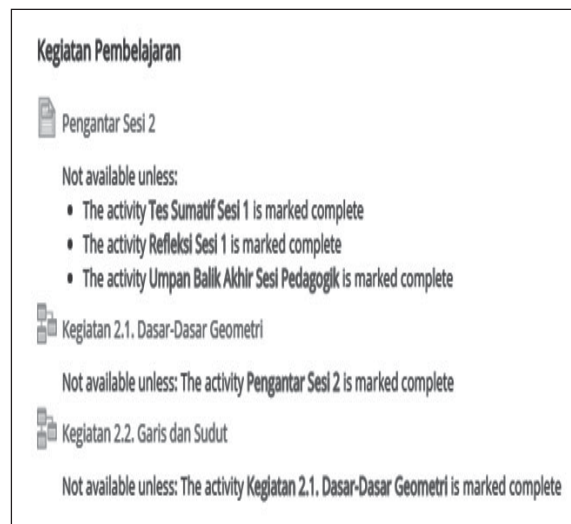 Kegiatan Pembelajaran
Pengantar Sesi 2
Not available unless:
• The activity Tes Sumatif Sesi 1 is marked complete
• The activity Refleksi Sesi 1 is marked complete
• The activity Umpan Balik Akhir Sesi Pedagogik is marked complete
Kegiatan 2.1. Dasar-Dasar Geometri
Not available unless: The activity Pengantar Sesi 2 is marked complete
Kegiatan 2.2. Garis dan Sudut
Not available unless: The activity Kegiatan 2.1. Dasar-Dasar Geometri is marked complete